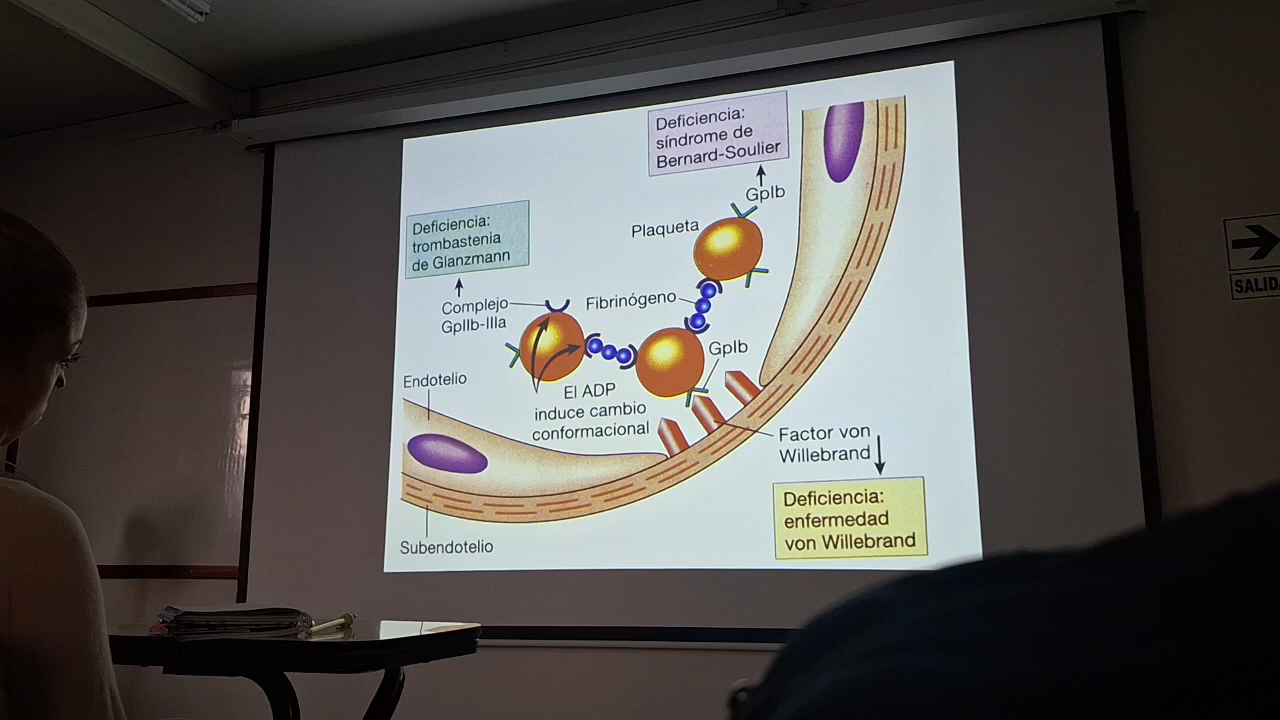 Deficiencia:
síndrome de
Bernard-Soulier
GpIb
Plaqueta
Deficiencia:
trombastenia
de Glanzmann
Complejo
GpIIb-IIIa
Fibrinógeno
GpIb
El ADP
induce cambio
conformacional
Endotelio
Factor von
Willebrand
Deficiencia:
enfermedad
von Willebrand
Subendotelio
SALID